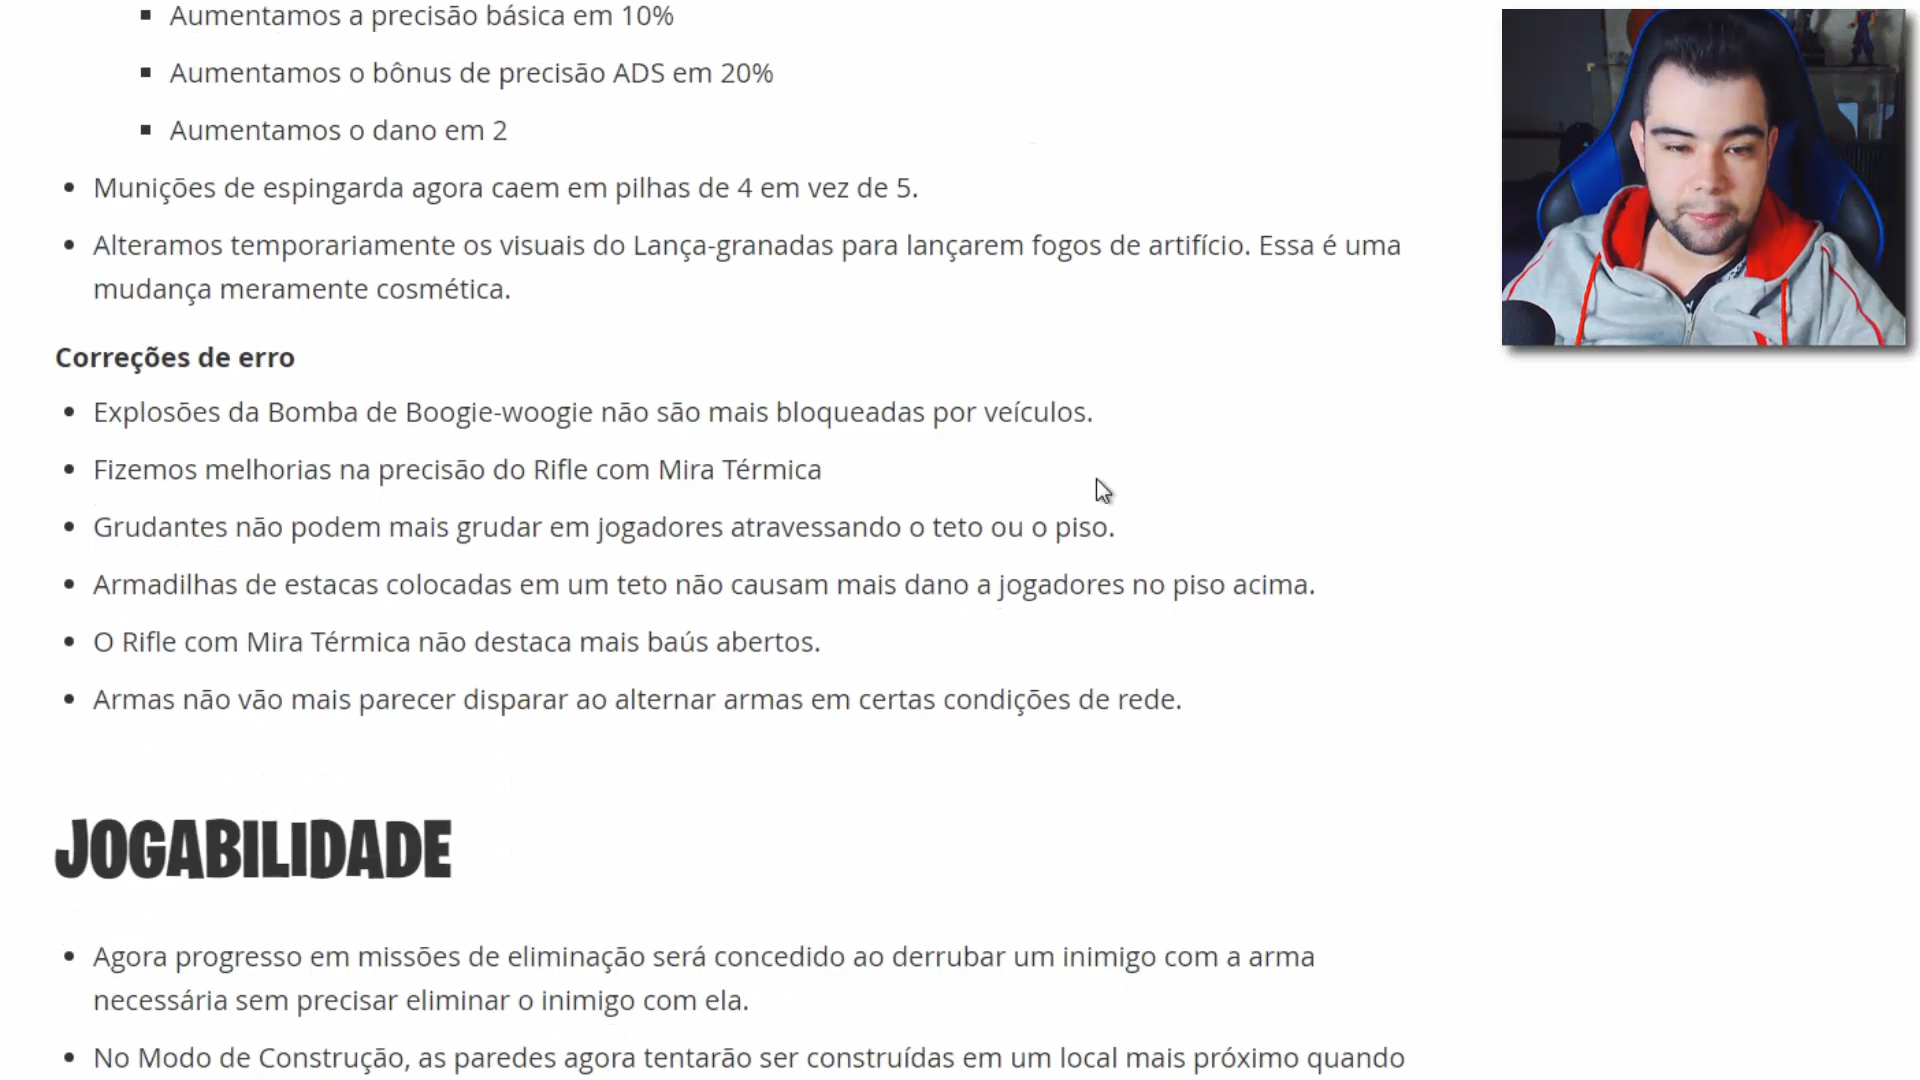 Aumentamos a precisão básica em 10%
Aumentamos o bônus de precisão ADS em 20%
Aumentamos o dano em 2
Munições de espingarda agora caem em pilhas de 4 em vez de 5.
Alteramos temporariamente os visuais do Lança-granadas para lançarem fogos de artifício. Essa é uma
mudança meramente cosmética.
Correções de erro
Explosões da Bomba de Boogie-woogie não são mais bloqueadas por veículos.
Fizemos melhorias na precisão do Rifle com Mira Térmica
Grudantes não podem mais grudar em jogadores atravessando o teto ou o piso.
Armadilhas de estacas colocadas em um teto não causam mais dano a jogadores no piso acima.
O Rifle com Mira Térmica não destaca mais baús abertos.
Armas não vão mais parecer disparar ao alternar armas em certas condições de rede.
JOGABILIDADE
Agora progresso em missões de eliminação será concedido ao derrubar um inimigo com a arma
necessária sem precisar eliminar o inimigo com ela.
No Modo de Construção, as paredes agora tentarão ser construídas em um local mais próximo quando